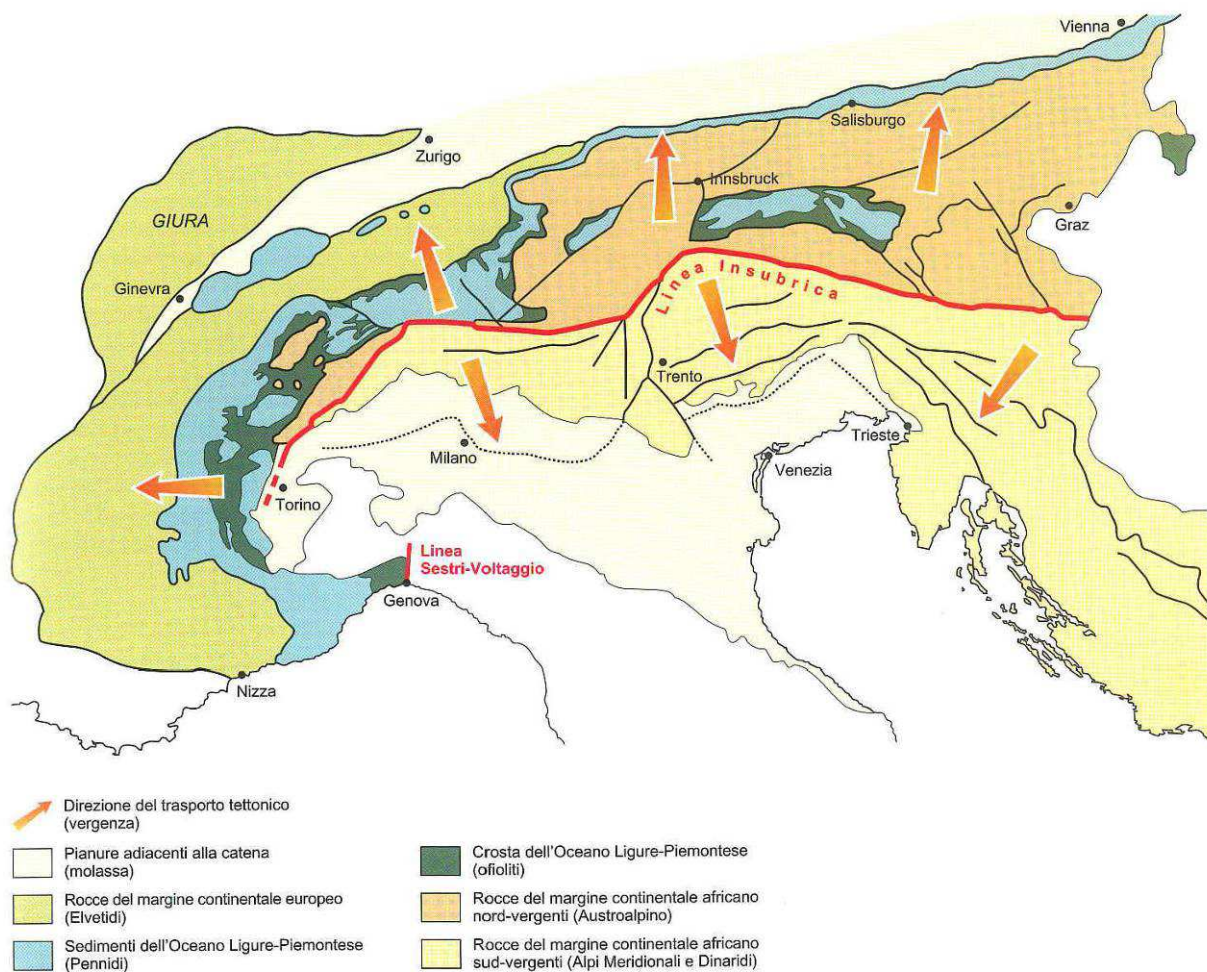 Vienna
Salisburgo
Zurigo
Innsbruck
GIURA
Graz
Linea Insubrica
Ginevra
Trento
Trieste
Milano
Venezia
Torino
Linea
Sestri-Voltaggio
Genova
Nizza
Direzione del trasporto tettonico
(vergenza)
Pianure adiacenti alla catena
(molassa)
Rocce del margine continentale europeo
(Elvetidi)
Sedimenti dell'Oceano Ligure-Piemontese
(Pennidi)
Crosta dell'Oceano Ligure-Piemontese
(ofioliti)
Rocce del margine continentale africano
nord-vergenti (Austroalpino)
Rocce del margine continentale africano
sud-vergenti (Alpi Meridionali e Dinaridi)